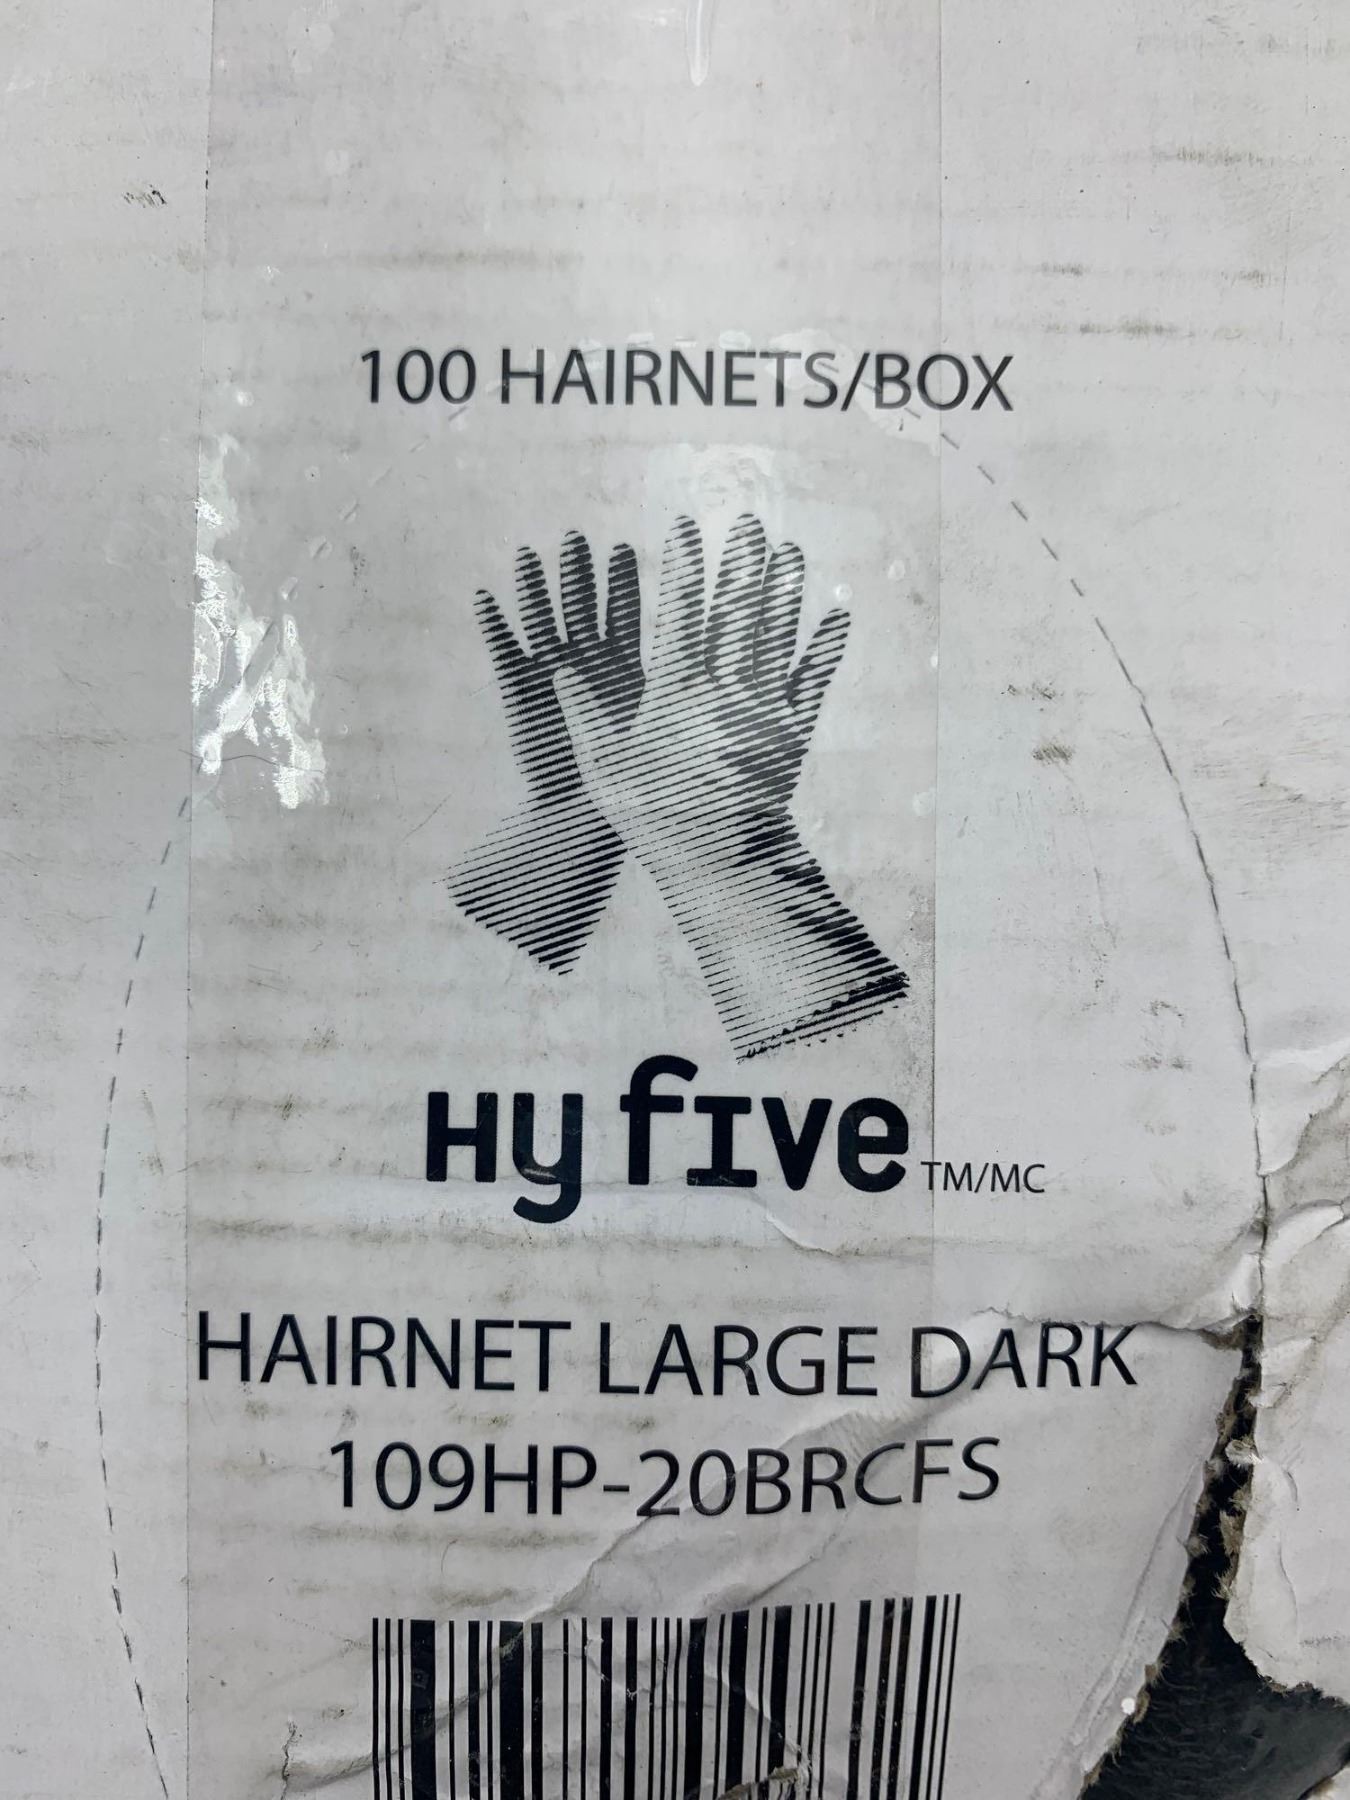 100 HAIRNETS/BOX
Hy five TM/MC
HAIRNET LARGE DARK
109HP-20BRCFS